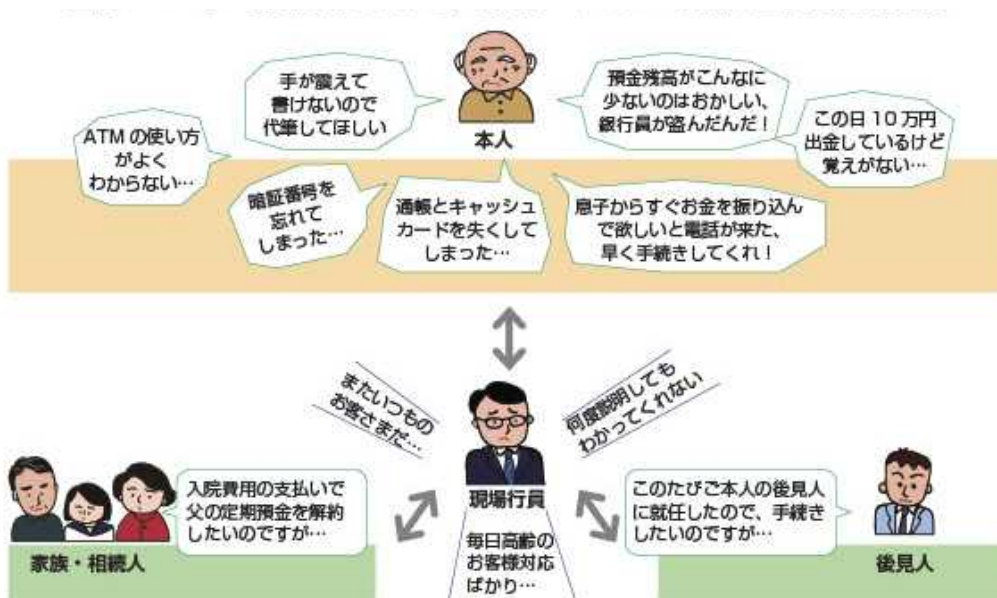 手が震えて
書けないので
代筆してほしい
預金残高がこんなに
少ないのはおかしい、
銀行員が盗んだんだ!
ATMの使い方
がよく
わからない…
この日10万円
出金しているけど
覚えがない…
本人
暗証番号を
忘れて
しまった…
通帳とキャッシュ
カードを失くして
しまった…
息子からすぐお金を振り込ん
で欲しいと電話が来た、
早く手続きしてくれ!
またいつもの
お客さまだ…
何度説明しても
わかってくれない
入院費用の支払いで
父の定期預金を解約
したいのですが…
現場行員
このたびご本人の後見人
に就任したので、手続き
したいのですが…
毎日高齢の
お客様対応
ばかり…
家族・相続人
後見人